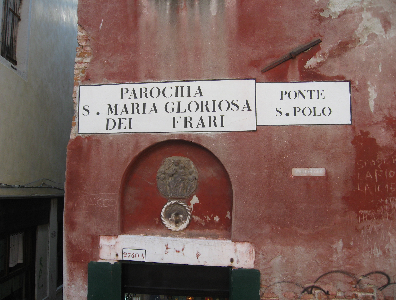 PAROCHIA
S. MARIA GLORIOSA
DEI FRARI
PONTE
S. POLO